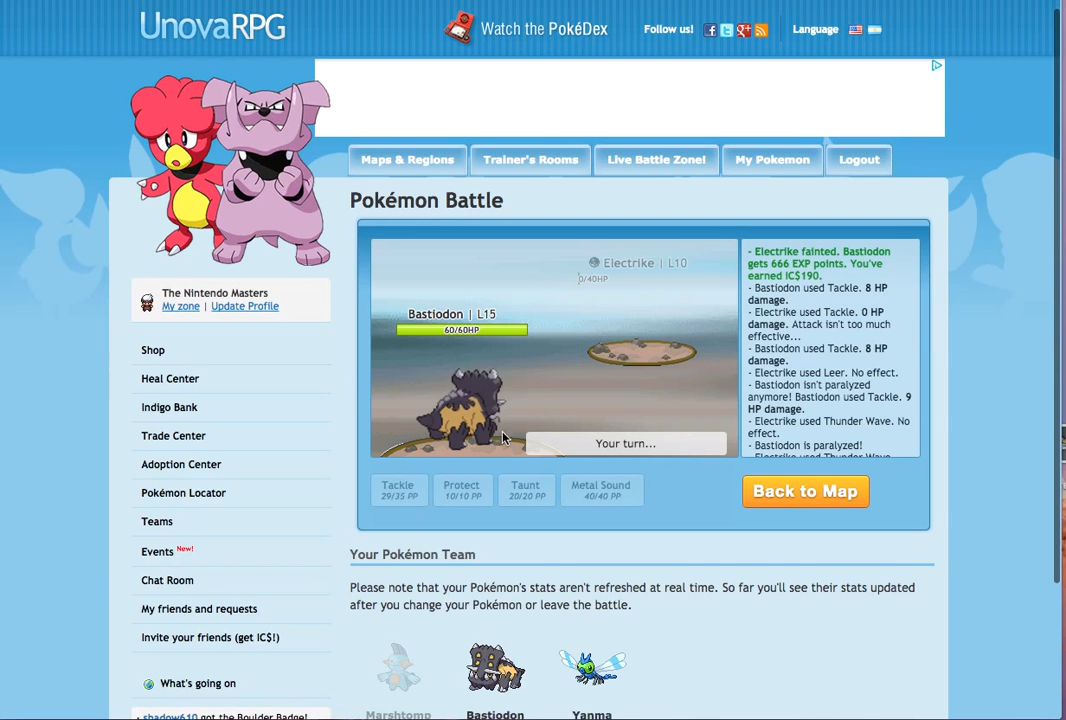 UnovaRPG
Watch the PokéDex
Follow us!
Language
Maps & Regions
Trainer's Rooms
Live Battle Zone!
My Pokemon
Logout
The Nintendo Masters
My zone | Update Profile
Shop
Heal Center
Indigo Bank
Trade Center
Adoption Center
Pokémon Locator
Teams
Events New!
Chat Room
My friends and requests
Invite your friends (get IC$!)
What's going on
- shadow610 got the Boulder Badge!
Pokémon Battle
Electrike | L10
0/40HP
Bastiodon | L15
60/60HP
Your turn...
- Electrike fainted. Bastiodon
gets 666 EXP points. You've
earned IC$190.
- Bastiodon used Tackle. 8 HP
damage.
- Electrike used Tackle. 0 HP
damage. Attack isn't too much
effective...
- Bastiodon used Tackle. 8 HP
damage.
- Electrike used Leer. No effect.
- Bastiodon isn't paralyzed
anymore! Bastiodon used Tackle. 9
HP damage.
- Electrike used Thunder Wave. No
effect.
- Bastiodon is paralyzed!
- Electrike used Thunder Wave.
Tackle
29/35 PP
Protect
10/10 PP
Taunt
20/20 PP
Metal Sound
40/40 PP
Back to Map
Your Pokémon Team
Please note that your Pokémon's stats aren't refreshed at real time. So far you'll see their stats updated
after you change your Pokémon or leave the battle.
Marshtomp
Bastiodon
Yanma